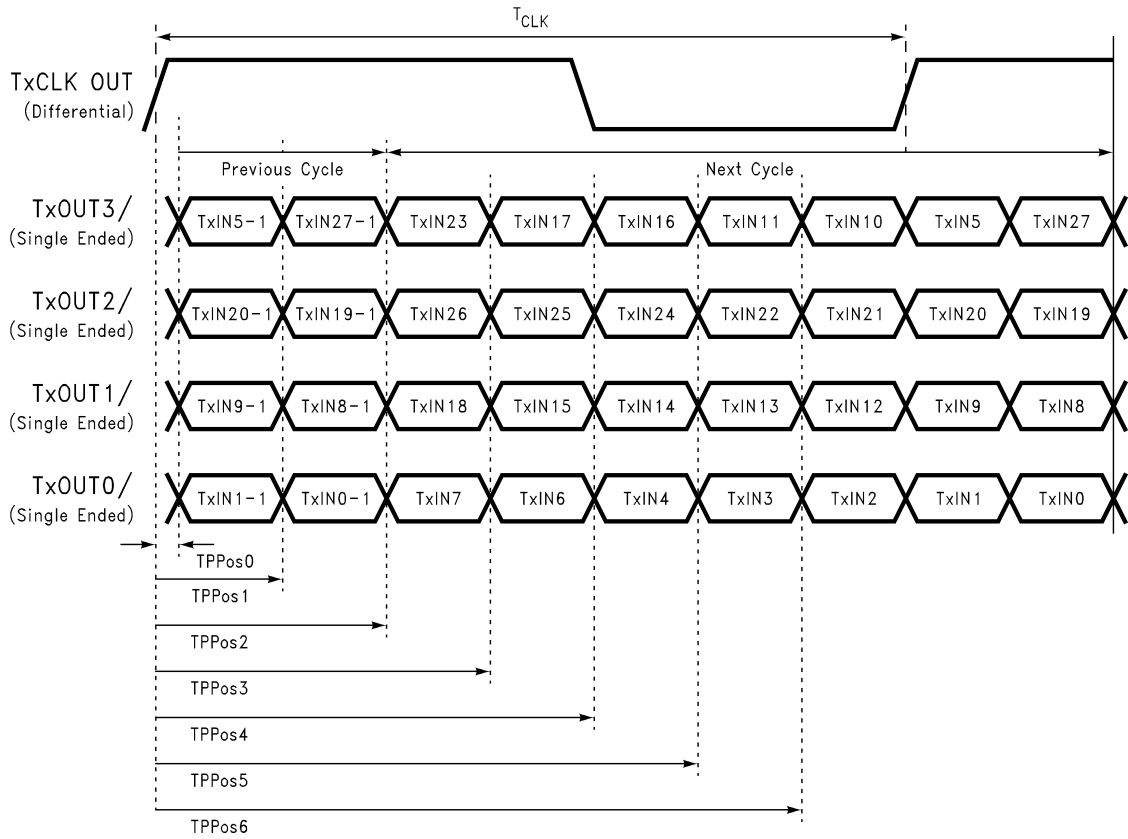 TCLK
TxCLK OUT
(Differential)
Previous Cycle Next Cycle
TxOUT3/
(Single Ended)
TxIN5-1 TxIN27-1 TxIN23 TxIN17 TxIN16 TxIN11 TxIN10 TxIN5 TxIN27
TxOUT2/
(Single Ended)
TxIN20-1 TxIN19-1 TxIN26 TxIN25 TxIN24 TxIN22 TxIN21 TxIN20 TxIN19
TxOUT1/
(Single Ended)
TxIN9-1 TxIN8-1 TxIN18 TxIN15 TxIN14 TxIN13 TxIN12 TxIN9 TxIN8
TxOUT0/
(Single Ended)
TxIN1-1 TxIN0-1 TxIN7 TxIN6 TxIN4 TxIN3 TxIN2 TxIN1 TxIN0
TPPos0
TPPos1
TPPos2
TPPos3
TPPos4
TPPos5
TPPos6